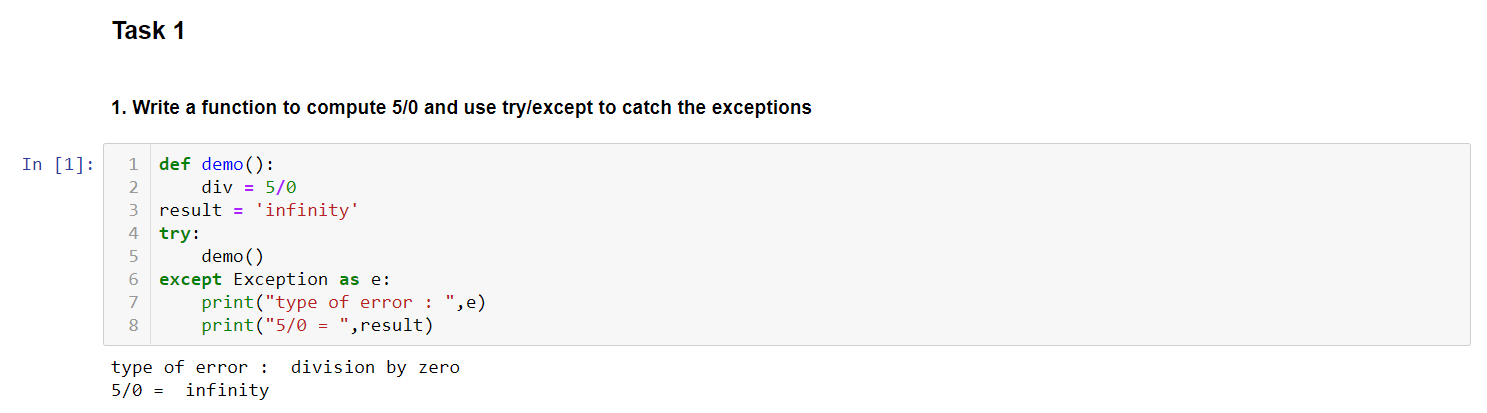 Task 1
1. Write a function to compute 5/0 and use try/except to catch the exceptions
In [1]:
1 def demo():
2     div = 5/0
3 result = 'infinity'
4 try:
5     demo()
6 except Exception as e:
7     print("type of error : ",e)
8     print("5/0 = ",result)
type of error :  division by zero
5/0 =  infinity